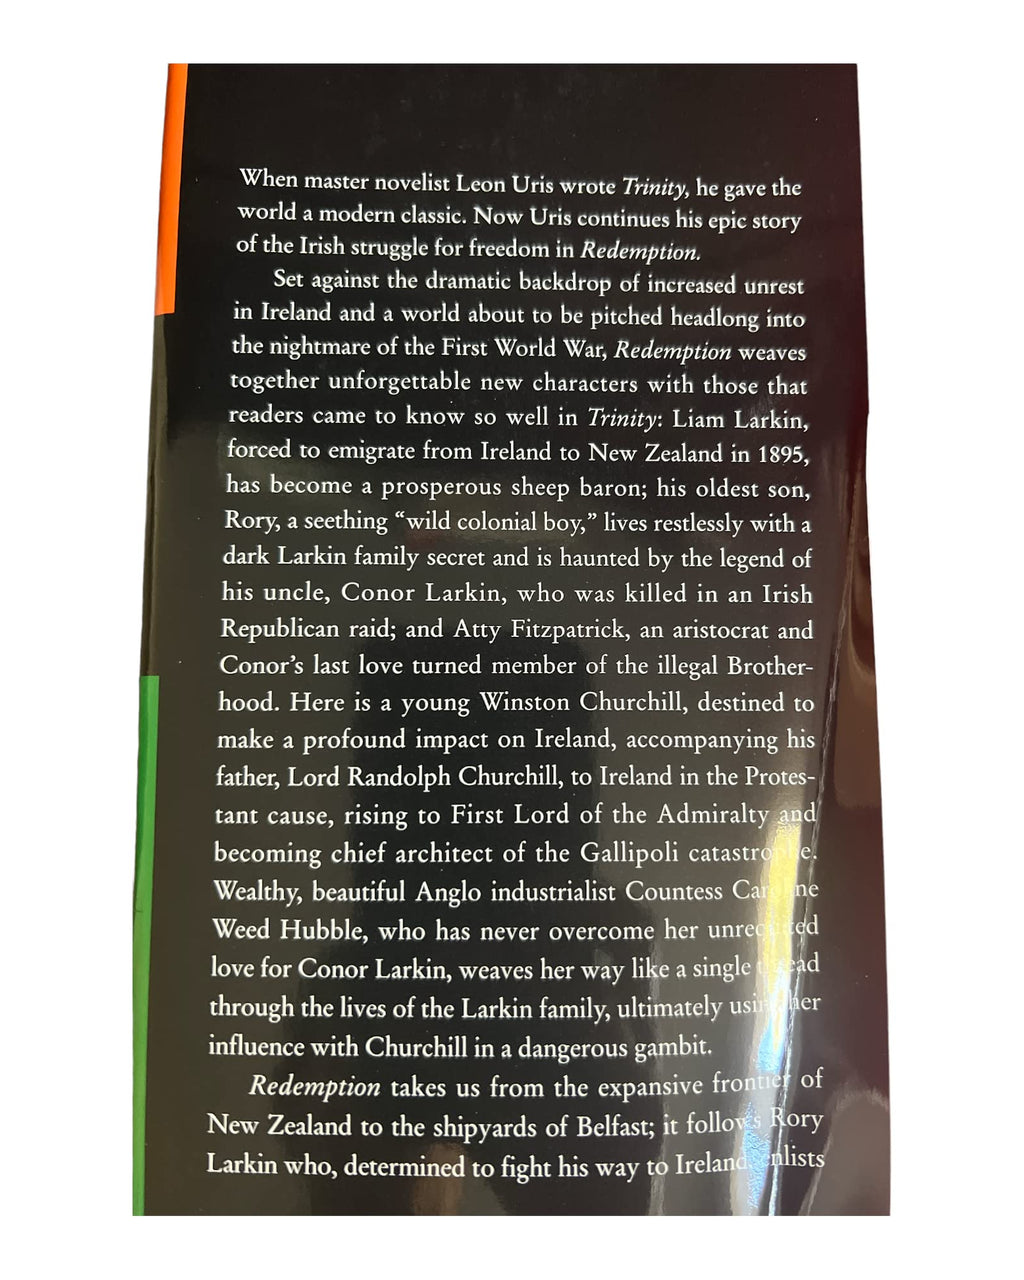 When master novelist Leon Uris wrote Trinity, he gave the
world a modern classic. Now Uris continues his epic story
of the Irish struggle for freedom in Redemption.
Set against the dramatic backdrop of increased unrest
in Ireland and a world about to be pitched headlong into
the nightmare of the First World War, Redemption weaves
together unforgettable new characters with those that
readers came to know so well in Trinity: Liam Larkin,
forced to emigrate from Ireland to New Zealand in 1895,
has become a prosperous sheep baron; his oldest son,
Rory, a seething “wild colonial boy,” lives restlessly with a
dark Larkin family secret and is haunted by the legend of
his uncle, Conor Larkin, who was killed in an Irish
Republican raid; and Atty Fitzpatrick, an aristocrat and
Conor’s last love turned member of the illegal Brother-
hood. Here is a young Winston Churchill, destined to
make a profound impact on Ireland, accompanying his
father, Lord Randolph Churchill, to Ireland in the Protes-
tant cause, rising to First Lord of the Admiralty and
becoming chief architect of the Gallipoli catastrophe.
Wealthy, beautiful Anglo industrialist Countess Caroline
Weed Hubble, who has never overcome her unrequited
love for Conor Larkin, weaves her way like a single thread
through the lives of the Larkin family, ultimately using her
influence with Churchill in a dangerous gambit.
Redemption takes us from the expansive frontier of
New Zealand to the shipyards of Belfast; it follows Rory
Larkin who, determined to fight his way to Ireland, enlists